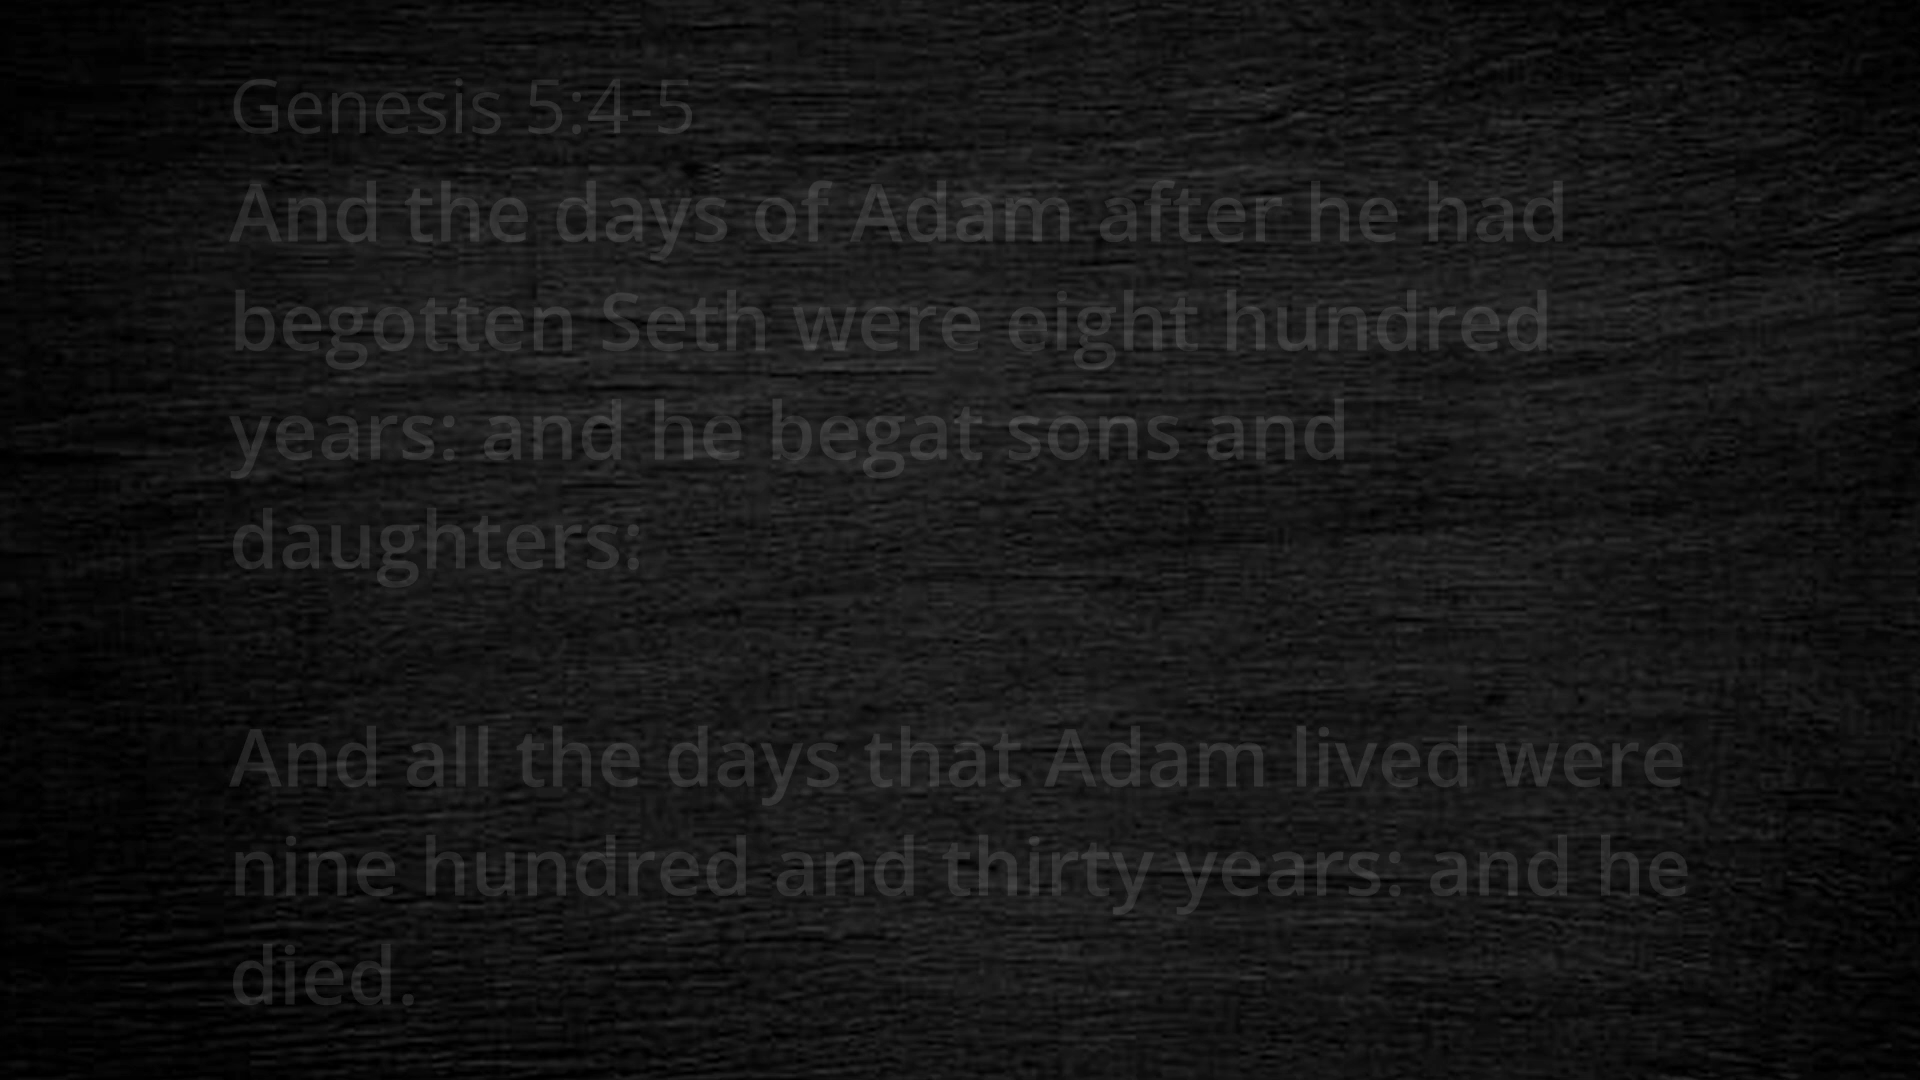 Genesis 5:4-5
And the days of Adam after he had
begotten Seth were eight hundred
years: and he begat sons and
daughters:
And all the days that Adam lived were
nine hundred and thirty years: and he
died.